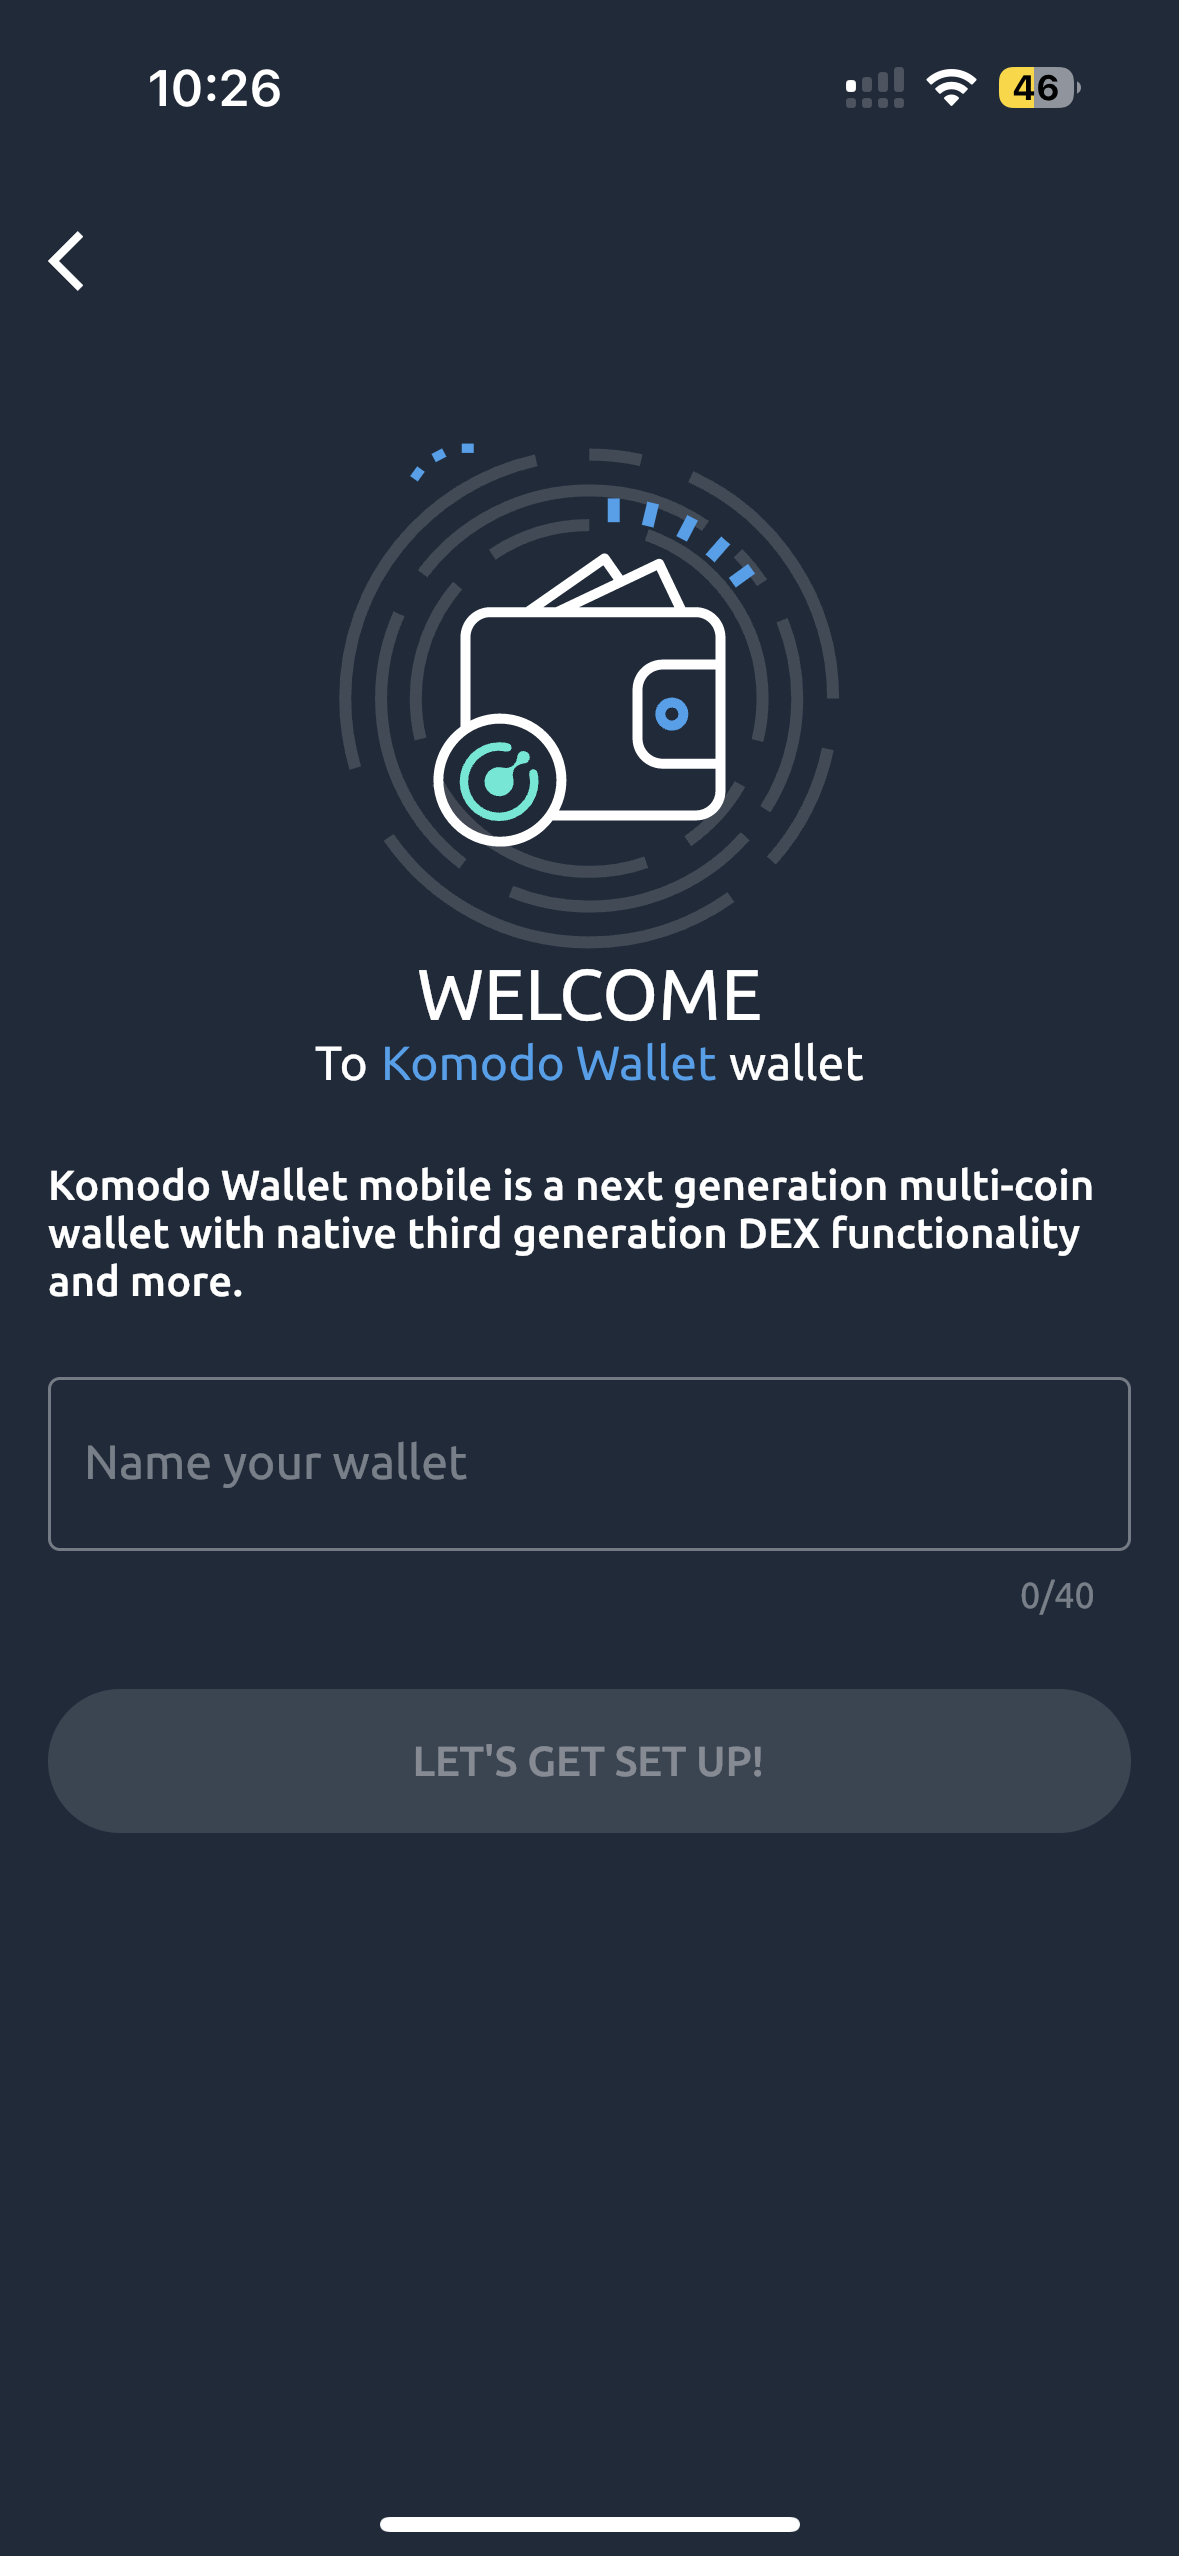 10:26
46
WELCOME
To Komodo Wallet wallet
Komodo Wallet mobile is a next generation multi-coin
wallet with native third generation DEX functionality
and more.
Name your wallet
0/40
LET'S GET SET UP!